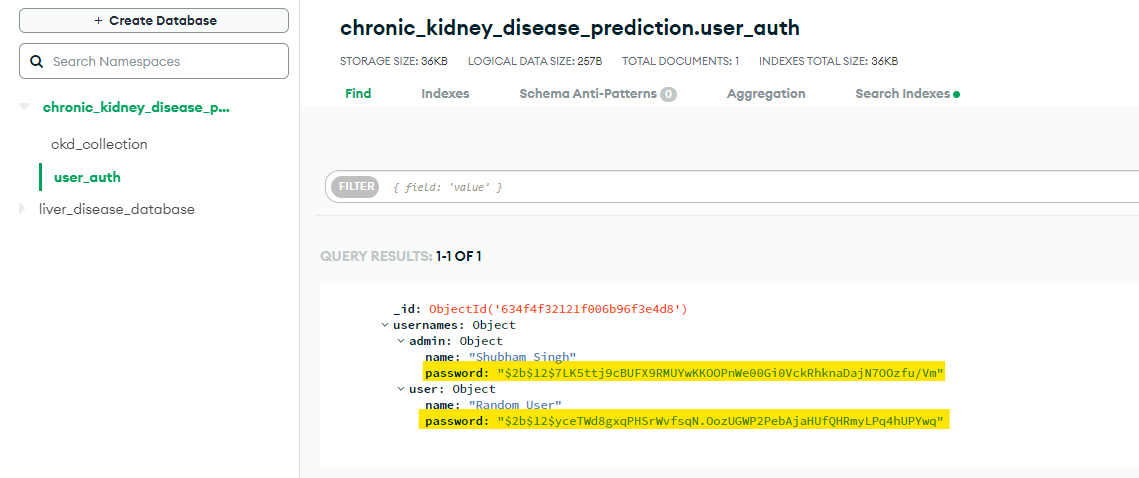 + Create Database
Search Namespaces
chronic_kidney_disease_p...
ckd_collection
user_auth
liver_disease_database
chronic_kidney_disease_prediction.user_auth
STORAGE SIZE: 36KB LOGICAL DATA SIZE: 257B TOTAL DOCUMENTS: 1 INDEXES TOTAL SIZE: 36KB
Find Indexes Schema Anti-Patterns 0 Aggregation Search Indexes
FILTER { field: 'value' }
QUERY RESULTS: 1-1 OF 1
_id: ObjectId('634f4f32121f006b96f3e4d8')
usernames: Object
admin: Object
name: "Shubham Singh"
password: "$2b$12$7LK5ttj9cBUFX9RMUYwKKOOPnWe00Gi0VckRhknaDajN7OOzfu/Vm"
user: Object
name: "Random User"
password: "$2b$12$yceTWd8gxqPHSrWvfsqN.OozUGWP2PebAjaHUfQHRmyLPq4hUPYwq"